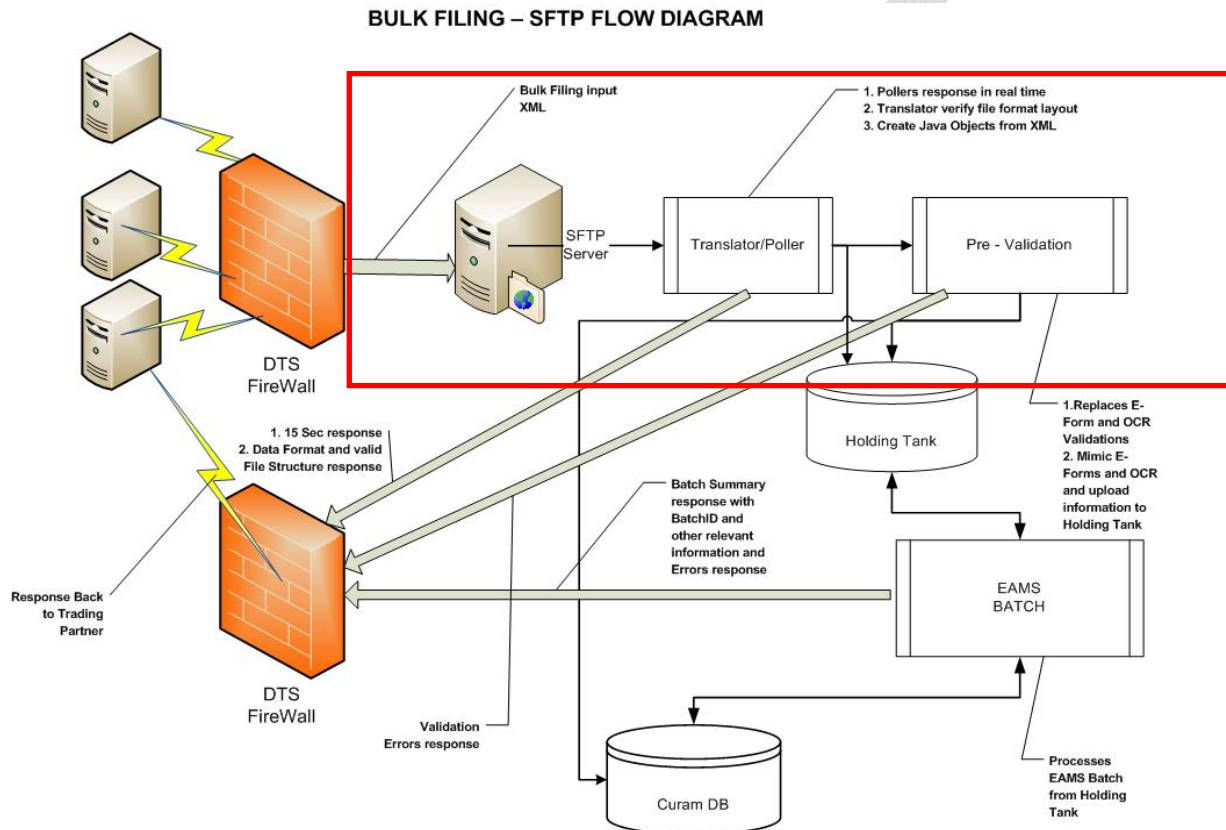 BULK FILING – SFTP FLOW DIAGRAM
Bulk Filing input
XML
1. Pollers response in real time
2. Translator verify file format layout
3. Create Java Objects from XML
SFTP
Server
Translator/Poller
Pre - Validation
DTS
FireWall
1. 15 Sec response
2. Data Format and valid
File Structure response
Holding Tank
1.Replaces E-
Form and OCR
Validations
2. Mimic E-
Forms and OCR
and upload
information to
Holding Tank
Batch Summary
response with
BatchID and
other relevant
information and
Errors response
EAMS
BATCH
Response Back
to Trading
Partner
DTS
FireWall
Validation
Errors response
Curam DB
Processes
EAMS Batch
from Holding
Tank